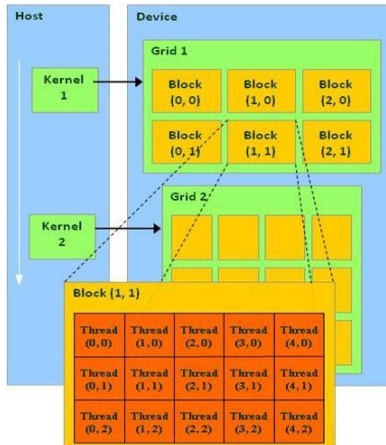 Host
Device
Grid 1
Kernel
1
Block
(0, 0)
Block
(1, 0)
Block
(2, 0)
Block
(0, 1)
Block
(1, 1)
Block
(2, 1)
Grid 2
Kernel
2
Block (1, 1)
Thread
(0, 0)
Thread
(1, 0)
Thread
(2, 0)
Thread
(3, 0)
Thread
(4, 0)
Thread
(0, 1)
Thread
(1, 1)
Thread
(2, 1)
Thread
(3, 1)
Thread
(4, 1)
Thread
(0, 2)
Thread
(1, 2)
Thread
(2, 2)
Thread
(3, 2)
Thread
(4, 2)